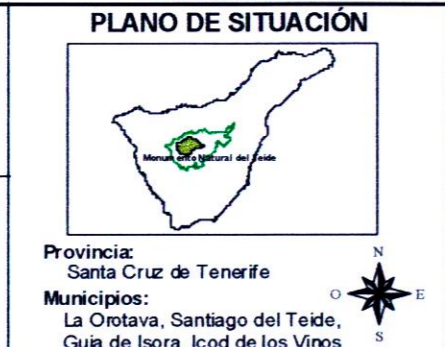 PLANO DE SITUACIÓN
Monumento Natural del Teide
Provincia:
Santa Cruz de Tenerife
N
Municipios:
O E
La Orotava, Santiago del Teide,
Guia de Isora, Icod de los Vinos
S